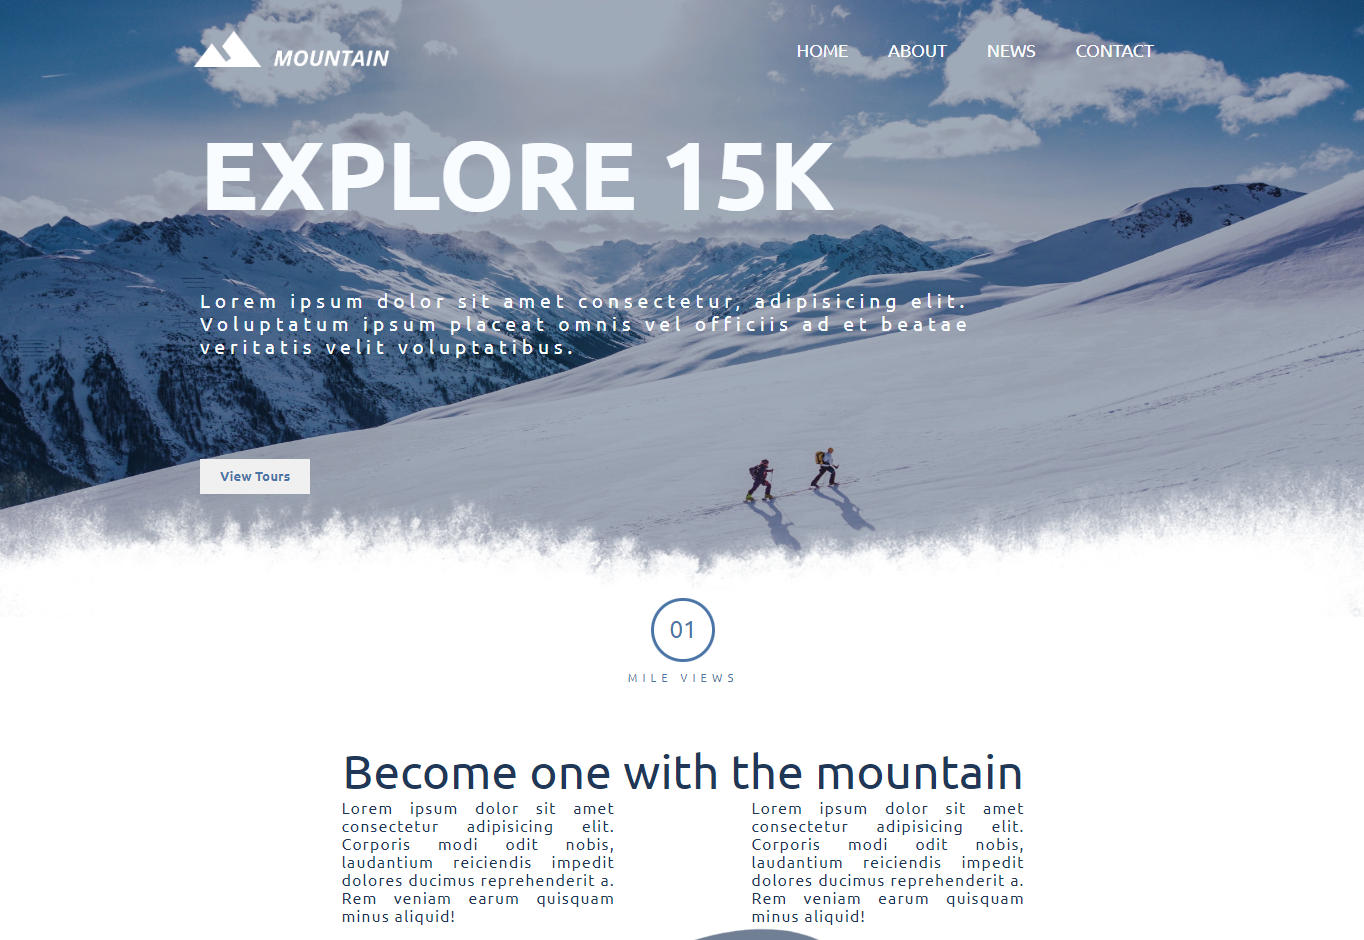 MOUNTAIN
HOME ABOUT NEWS CONTACT
EXPLORE 15K
Lorem ipsum dolor sit amet consectetur, adipisicing elit.
Voluptatum ipsum placeat omnis vel officiis ad et beatae
veritatis velit voluptatibus.
View Tours
01
MILE VIEWS
Become one with the mountain
Lorem ipsum dolor sit amet
consectetur adipisicing elit.
Corporis modi odit nobis,
laudantium reiciendis impedit
dolores ducimus reprehenderit a.
Rem veniam earum quisquam
minus aliquid!
Lorem ipsum dolor sit amet
consectetur adipisicing elit.
Corporis modi odit nobis,
laudantium reiciendis impedit
dolores ducimus reprehenderit a.
Rem veniam earum quisquam
minus aliquid!